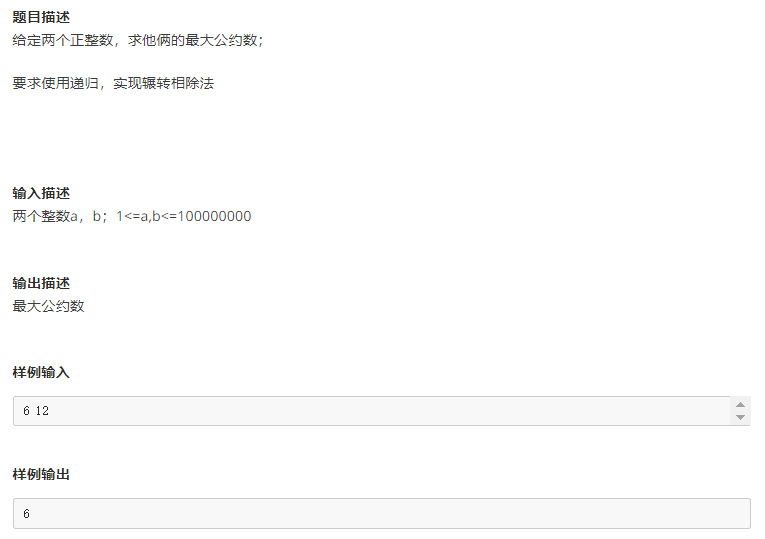 题目描述
给定两个正整数，求他俩的最大公约数；
要求使用递归，实现辗转相除法
输入描述
两个整数a，b；1<=a,b<=100000000
输出描述
最大公约数
样例输入
6 12
样例输出
6